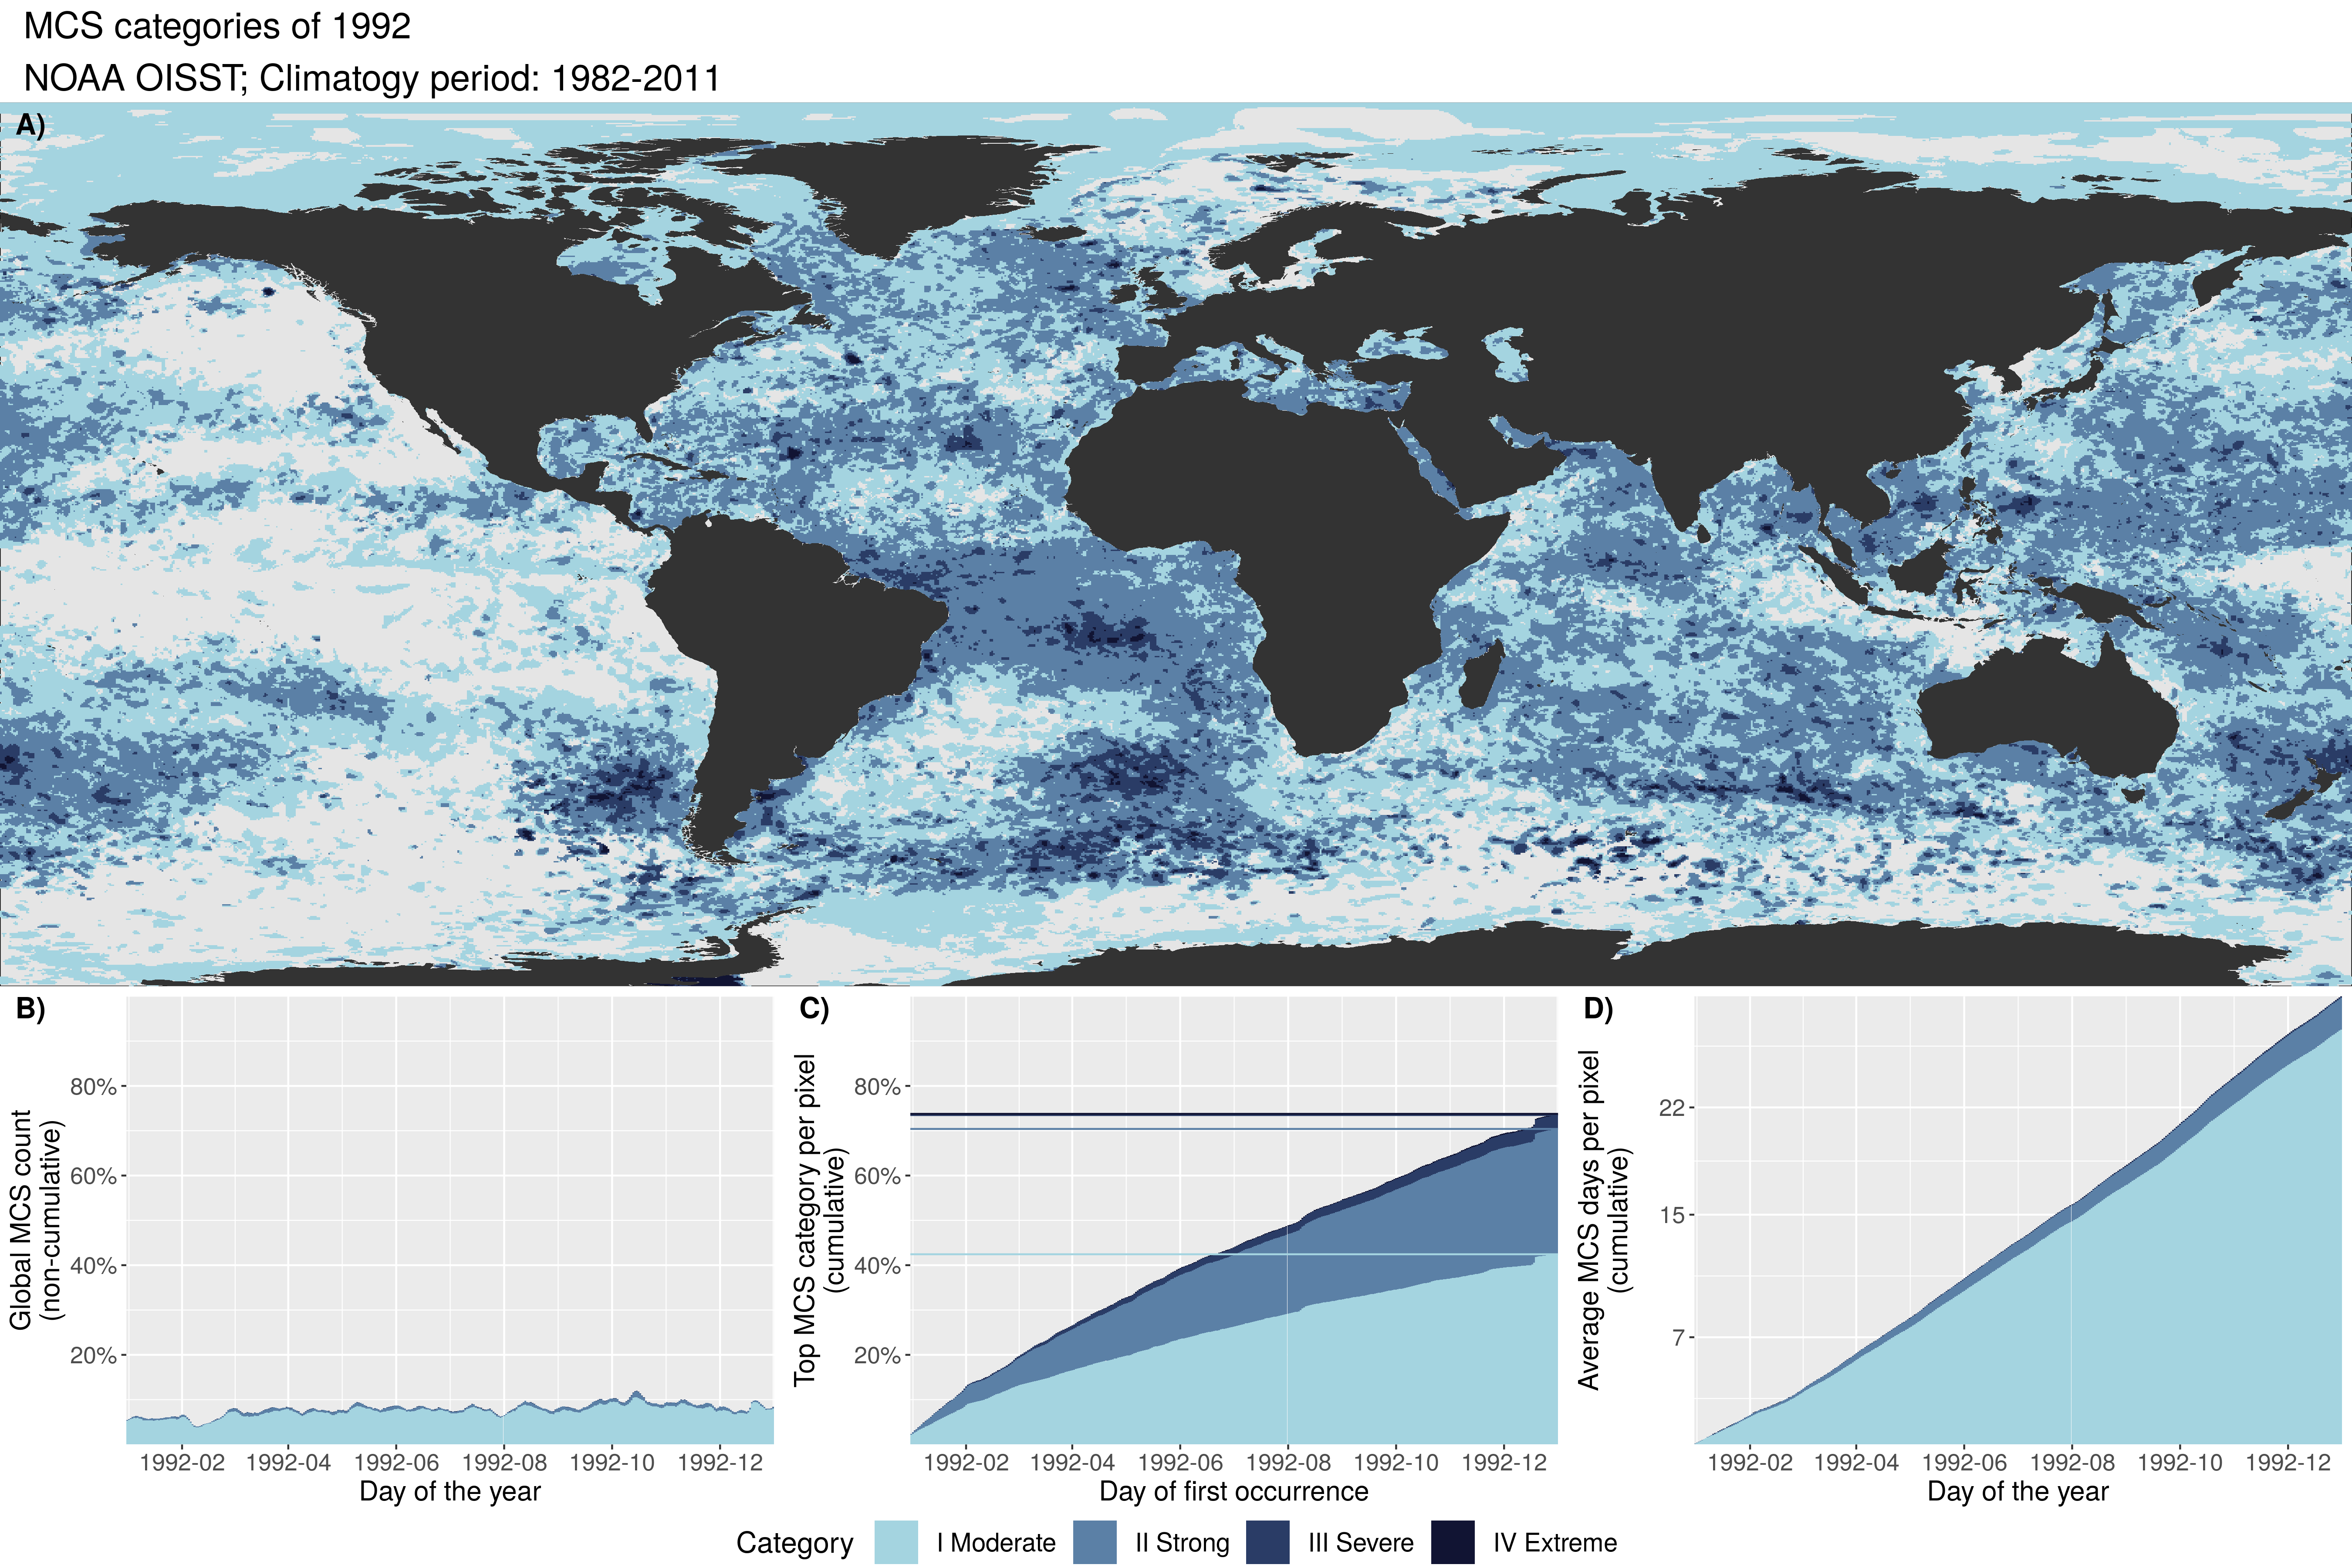 MCS categories of 1992
NOAA OISST; Climatogy period: 1982-2011
A)
B)
Global MCS count
(non-cumulative)
80%
60%
40%
20%
1992-02 1992-04 1992-06 1992-08 1992-10 1992-12
Day of the year
C)
Top MCS category per pixel
(cumulative)
80%
60%
40%
20%
1992-02 1992-04 1992-06 1992-08 1992-10 1992-12
Day of first occurrence
D)
Average MCS days per pixel
(cumulative)
22
15
7
1992-02 1992-04 1992-06 1992-08 1992-10 1992-12
Day of the year
Category I Moderate II Strong III Severe IV Extreme